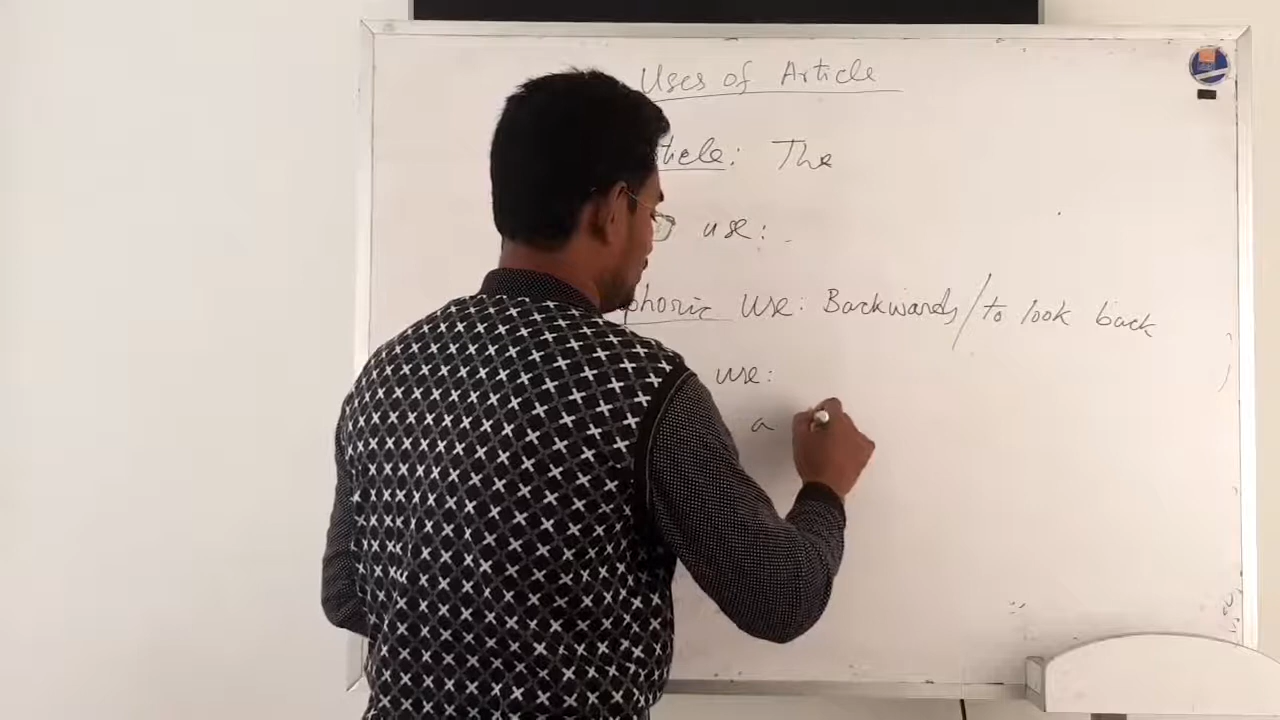 Uses of Article
ticle: The
use:
phoric use: Backwards/to look back
use:
a